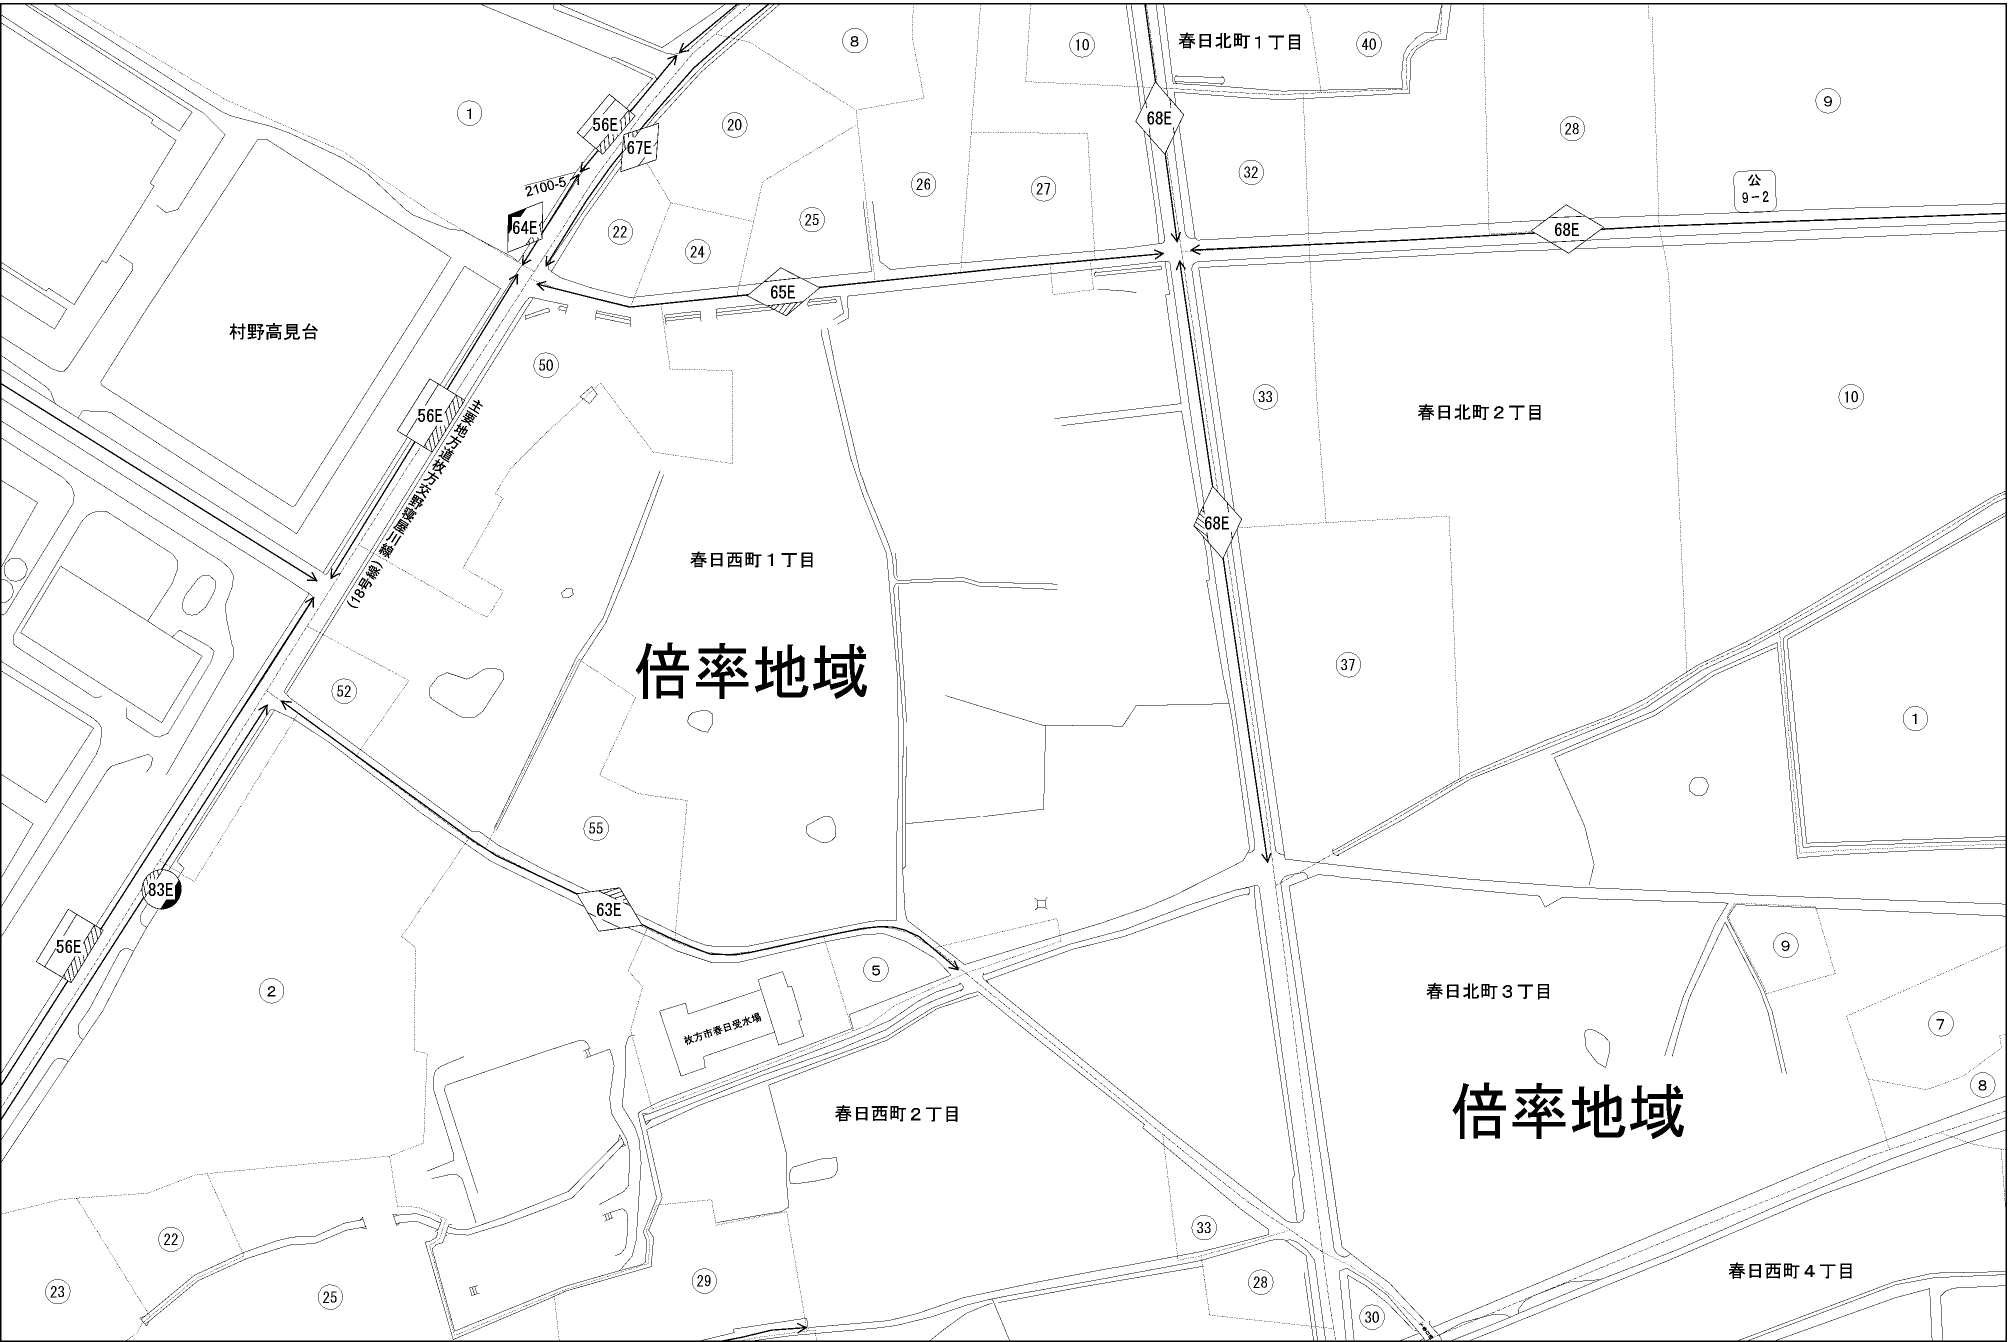 8
10
春日北町１丁目
40
1
56E
20
68E
9
28
67E
2100-5
32
公
9-2
26
27
64E
22
25
68E
24
65E
村野高見台
50
33
春日北町２丁目
10
56E
主要地方道枚方交野寝屋川線
(18号線)
68E
春日西町１丁目
倍率地域
37
52
1
55
83E
63E
56E
9
5
2
春日北町３丁目
枚方市春日受水場
7
8
倍率地域
春日西町２丁目
33
22
春日西町４丁目
29
28
23
25
30